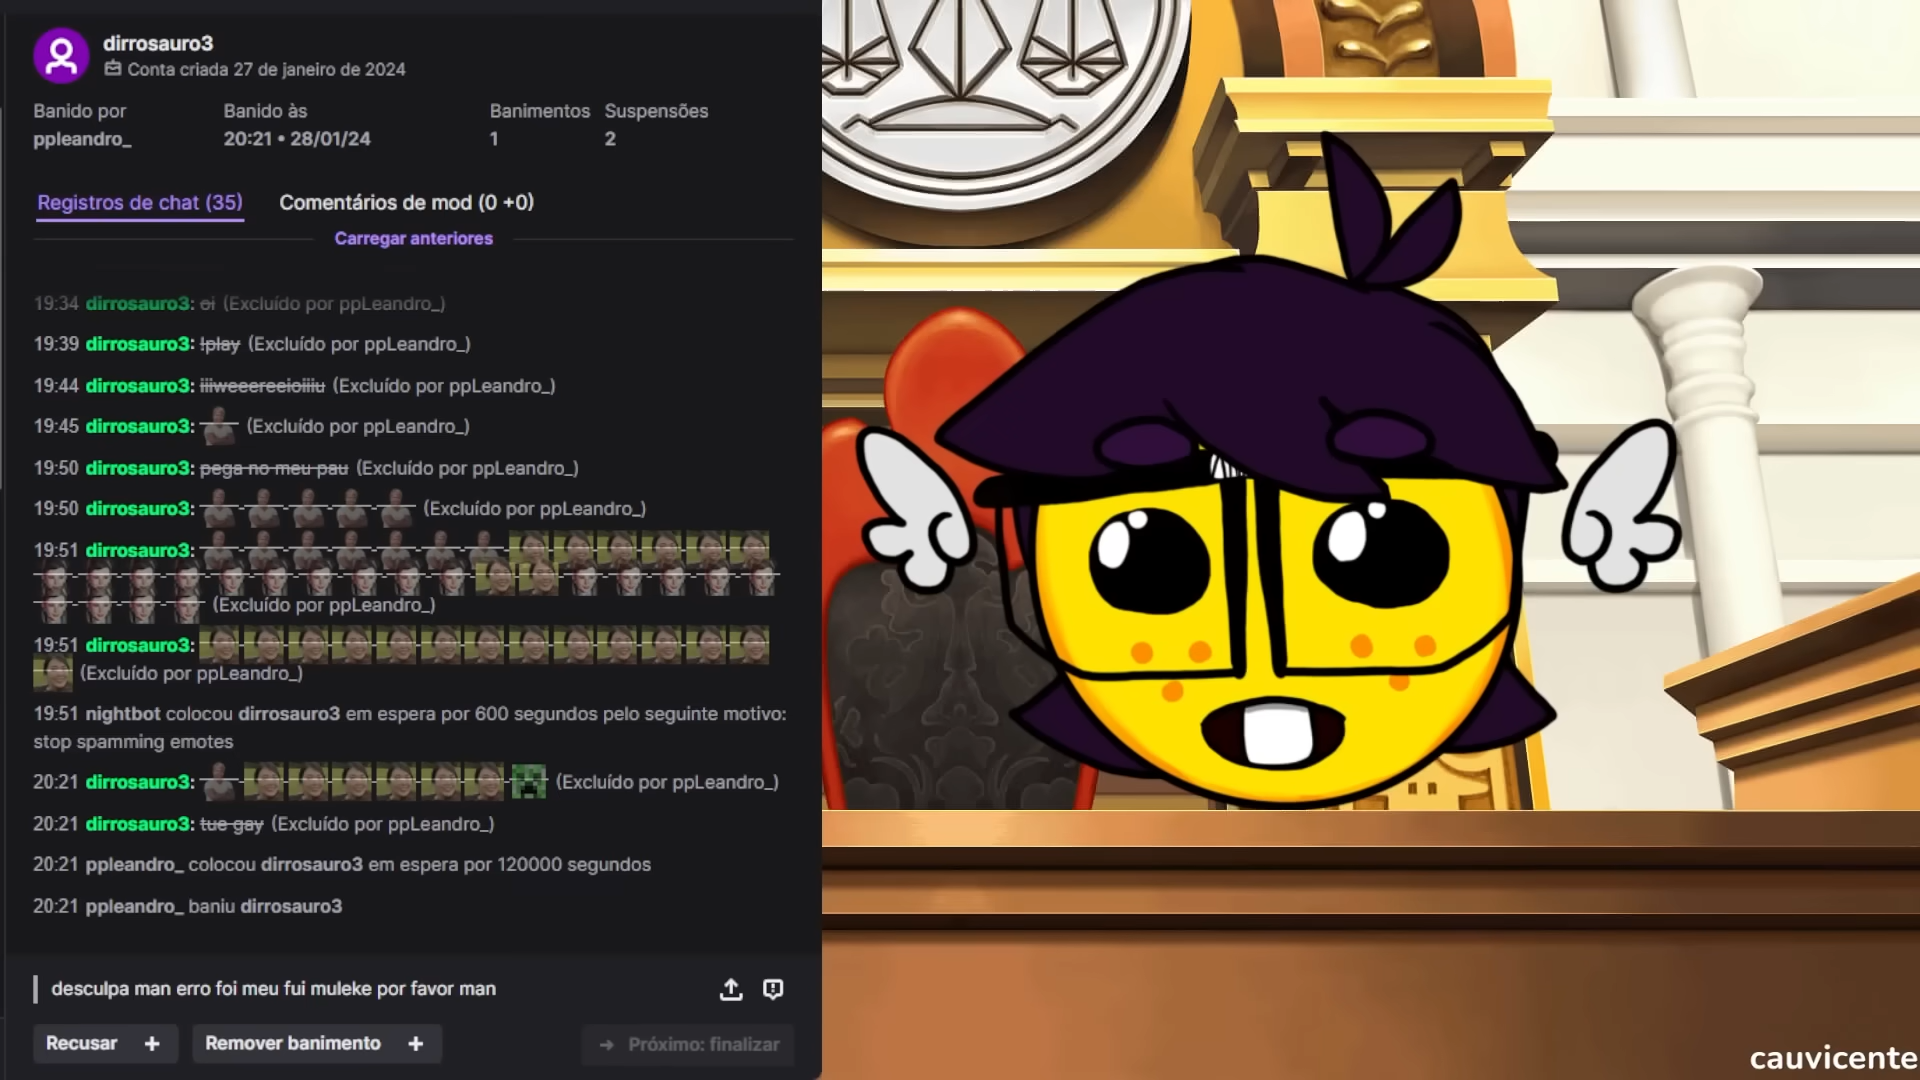 dirrosauro3
Conta criada 27 de janeiro de 2024
Banido por
Banido às
Banimentos
Suspensões
ppleandro_
20:21 • 28/01/24
1
2
Registros de chat (35)
Comentários de mod (0 +0)
Carregar anteriores
19:34 dirrosauro3: oi (Excluído por ppLeandro_)
19:39 dirrosauro3: !play (Excluído por ppLeandro_)
19:44 dirrosauro3: iiiweeereeioiiiu (Excluído por ppLeandro_)
19:45 dirrosauro3: (Excluído por ppLeandro_)
19:50 dirrosauro3: pega no meu pau (Excluído por ppLeandro_)
19:50 dirrosauro3: (Excluído por ppLeandro_)
19:51 dirrosauro3:
(Excluído por ppLeandro_)
19:51 dirrosauro3:
(Excluído por ppLeandro_)
19:51 nightbot colocou dirrosauro3 em espera por 600 segundos pelo seguinte motivo:
stop spamming emotes
20:21 dirrosauro3: (Excluído por ppLeandro_)
20:21 dirrosauro3: tue gay (Excluído por ppLeandro_)
20:21 ppleandro_ colocou dirrosauro3 em espera por 120000 segundos
20:21 ppleandro_ baniu dirrosauro3
desculpa man erro foi meu fui muleke por favor man
Recusar +
Remover banimento +
→ Próximo: finalizar
cauvicente